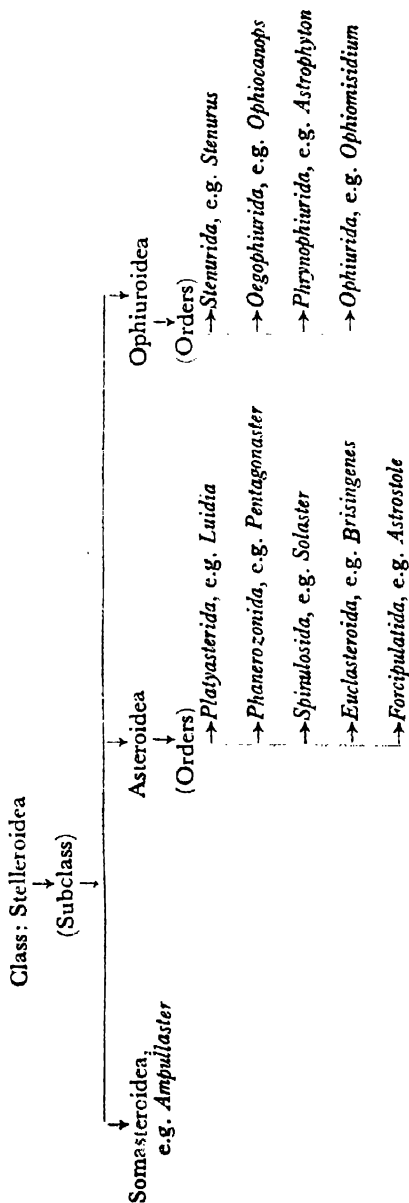 Class: Stelleroidea
(Subclass)
Somasteroidea,
e.g. Ampullaster
Asteroidea
(Orders)
→Platyasterida, e.g. Luidia
→Phanerozonida, e.g. Pentagonaster
→Spinulosida, e.g. Solaster
→Euclasteroida, e.g. Brisingenes
→Forcipulatida, e.g. Astrostole
Ophiuroidea
(Orders)
→Stenurida, e.g. Stenurus
→Oegophiurida, e.g. Ophiocanops
→Phrynophiurida, e.g. Astrophyton
→Ophiurida, e.g. Ophiomisidium